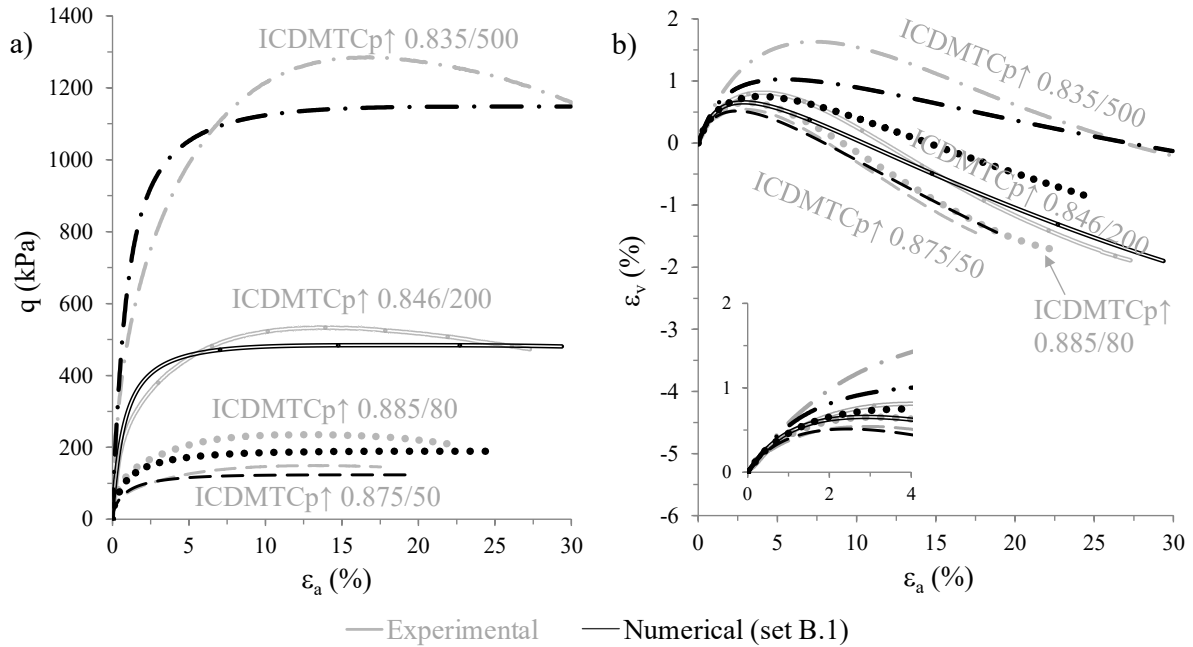 a)
q (kPa)
1400
1200
1000
800
600
400
200
0
ICDMTCp↑ 0.835/500
ICDMTCp↑ 0.846/200
ICDMTCp↑ 0.885/80
ICDMTCp↑ 0.875/50
0
5
10
15
20
25
30
εa (%)
b)
εv (%)
2
1
0
-1
-2
-3
-4
-5
-6
ICDMTCp↑ 0.835/500
ICDMTCp↑ 0.846/200
ICDMTCp↑ 0.875/50
ICDMTCp↑
0.885/80
2
1
0
0
2
4
0
5
10
15
20
25
30
εa (%)
Experimental
Numerical (set B.1)